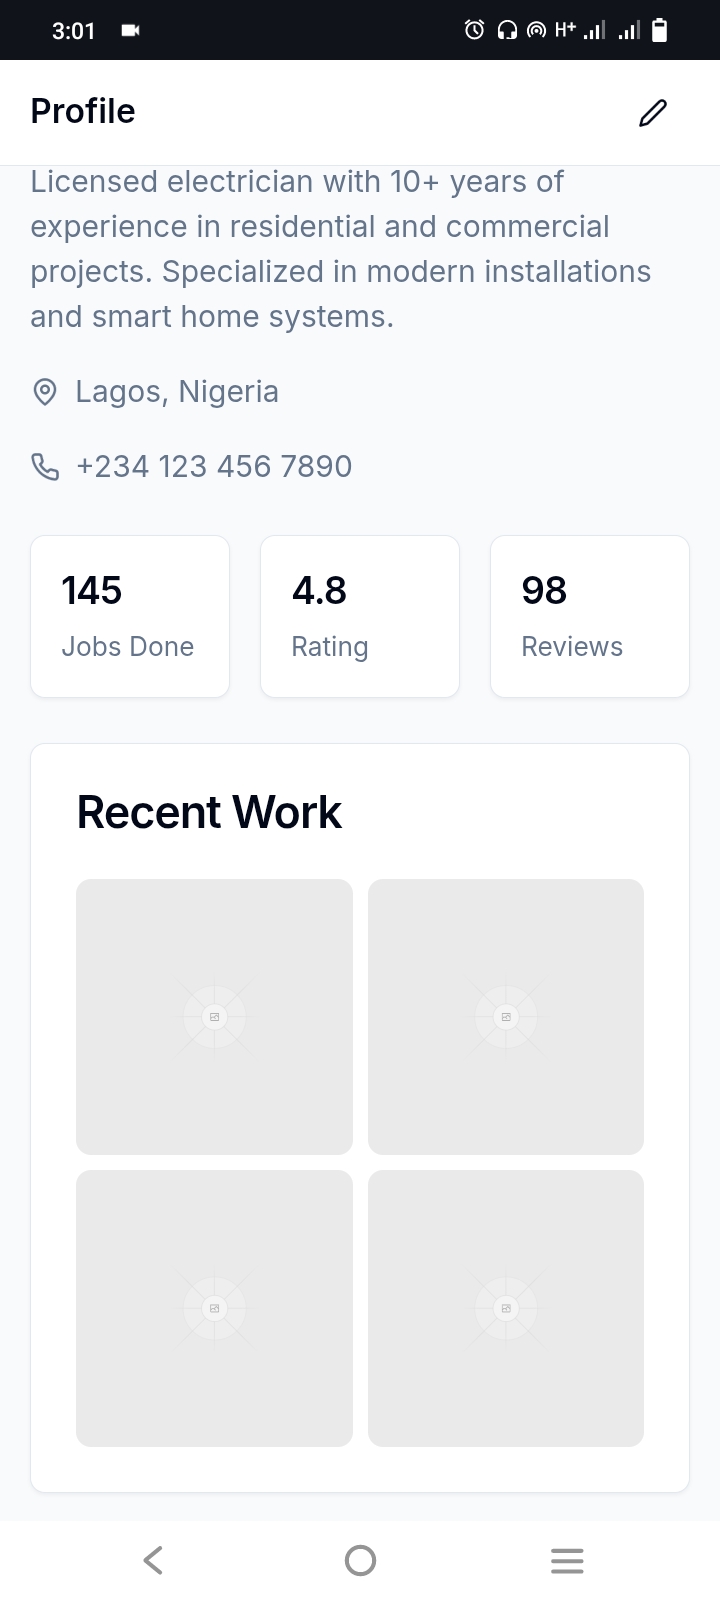 3:01
H+
Profile
Licensed electrician with 10+ years of
experience in residential and commercial
projects. Specialized in modern installations
and smart home systems.
Lagos, Nigeria
+234 123 456 7890
145
Jobs Done
4.8
Rating
98
Reviews
Recent Work